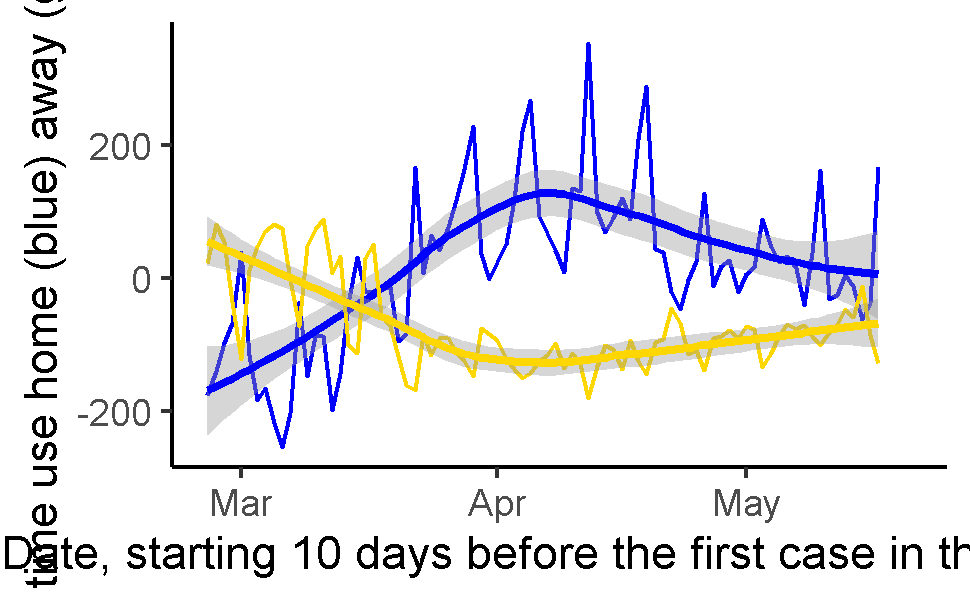 time use home (blue) away (
200
0
-200
Mar Apr May
Date, starting 10 days before the first case in th